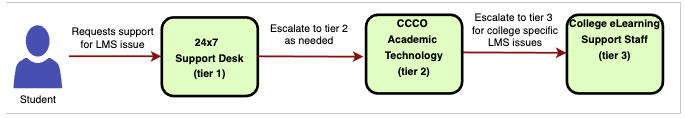 Requests support
for LMS issue
Student
24x7
Support Desk
(tier 1)
Escalate to tier 2
as needed
CCCO
Academic
Technology
(tier 2)
Escalate to tier 3
for college specific
LMS issues
College eLearning
Support Staff
(tier 3)